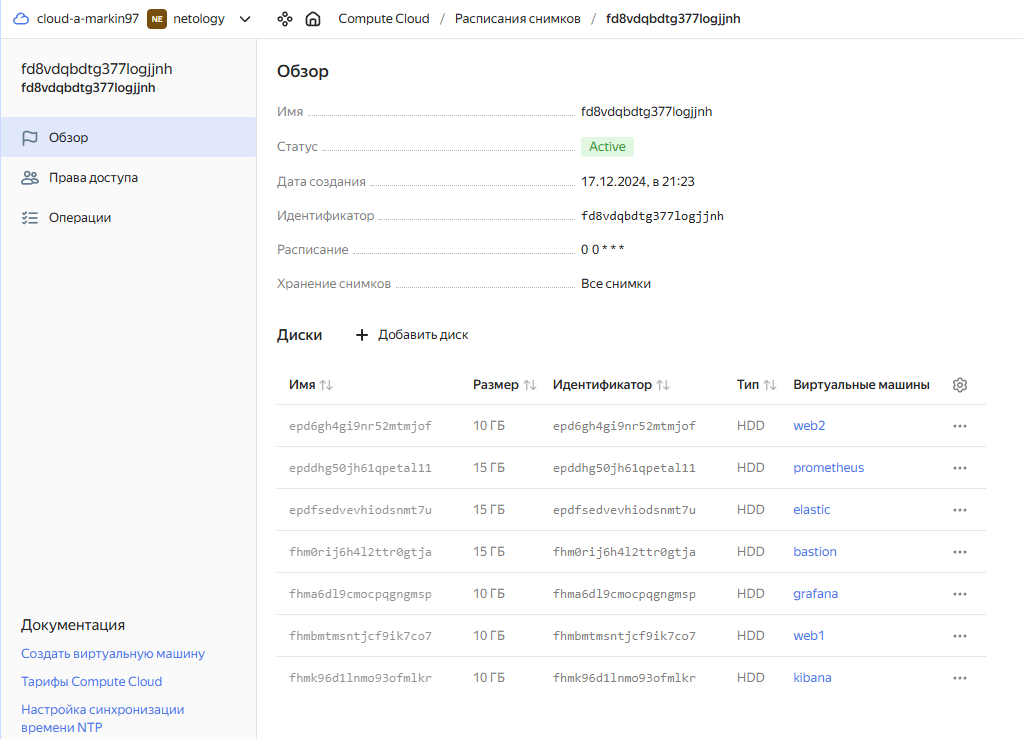 cloud-a-markin97 NE netology Compute Cloud / Расписания снимков / fd8vdqbdtg377logjjnh
fd8vdqbdtg377logjjnh
fd8vdqbdtg377logjjnh
Обзор
Права доступа
Операции
Документация
Создать виртуальную машину
Тарифы Compute Cloud
Настройка синхронизации
времени NTP
Обзор
Имя fd8vdqbdtg377logjjnh
Статус Active
Дата создания 17.12.2024, в 21:23
Идентификатор fd8vdqbdtg377logjjnh
Расписание 0 0 * * *
Хранение снимков Все снимки
Диски + Добавить диск
Имя Размер Идентификатор Тип Виртуальные машины
epd6gh4gi9nr52mtmjof 10 ГБ epd6gh4gi9nr52mtmjof HDD web2
epddhg50jh61qpetal11 15 ГБ epddhg50jh61qpetal11 HDD prometheus
epdfsedvevhiodsnmt7u 15 ГБ epdfsedvevhiodsnmt7u HDD elastic
fhm0rij6h4l2ttr0gtja 15 ГБ fhm0rij6h4l2ttr0gtja HDD bastion
fhma6dl9cmocpqgngmsp 10 ГБ fhma6dl9cmocpqgngmsp HDD grafana
fhmbmtmsntjcf9ik7co7 10 ГБ fhmbmtmsntjcf9ik7co7 HDD web1
fhmk96d1lnmo93ofmlkr 10 ГБ fhmk96d1lnmo93ofmlkr HDD kibana